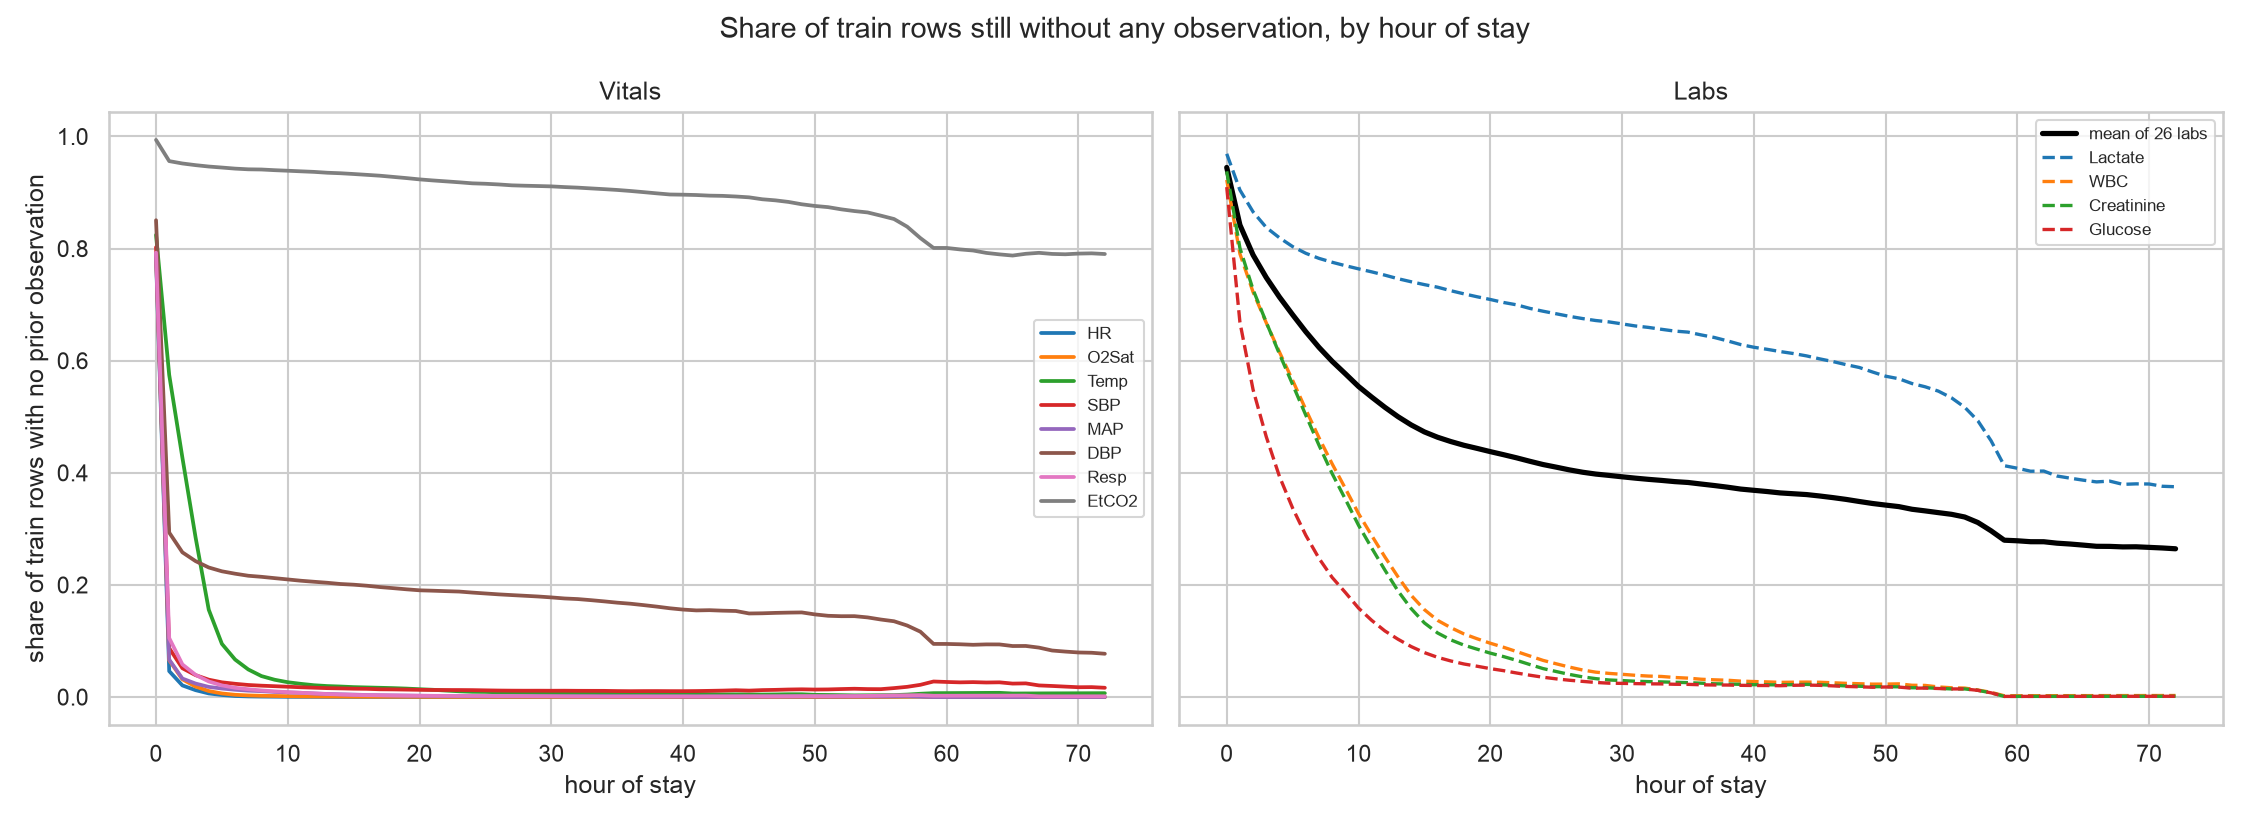 Share of train rows still without any observation, by hour of stay
Vitals
share of train rows with no prior observation
1.0
0.8
0.6
0.4
0.2
0.0
HR
O2Sat
Temp
SBP
MAP
DBP
Resp
EtCO2
0 10 20 30 40 50 60 70
hour of stay
Labs
mean of 26 labs
Lactate
WBC
Creatinine
Glucose
0 10 20 30 40 50 60 70
hour of stay